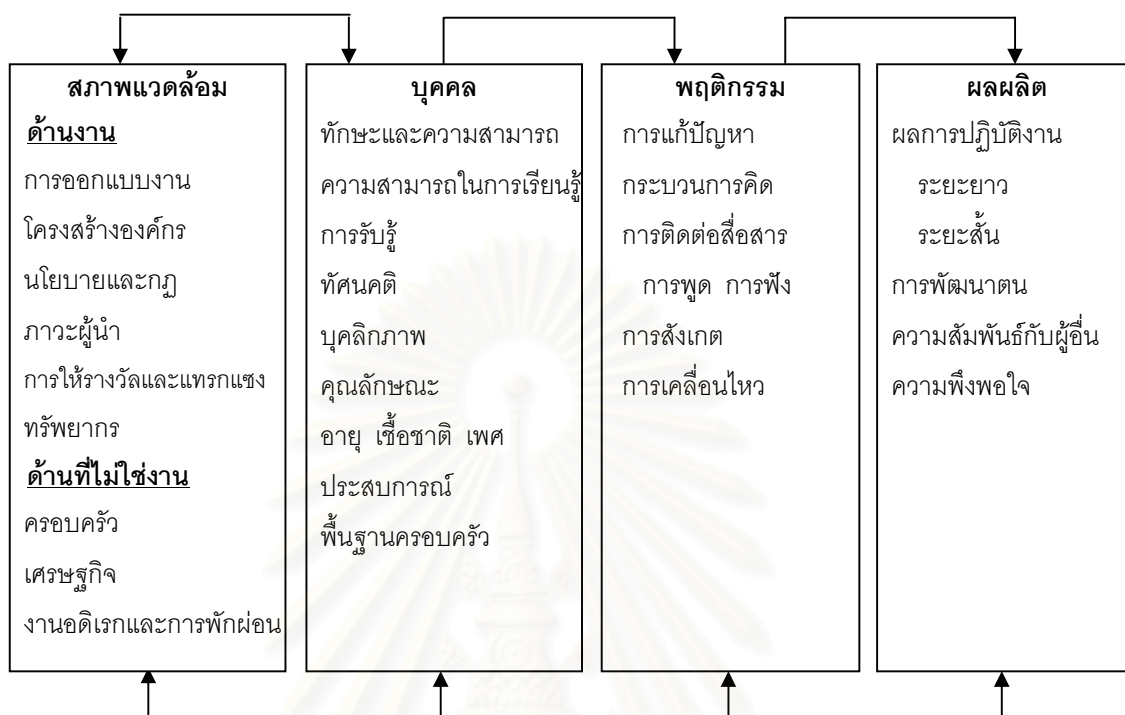 สภาพแวดล้อม
ด้านงาน
การออกแบบงาน
โครงสร้างองค์กร
นโยบายและกฏ
ภาวะผู้นำ
การให้รางวัลและแทรกแซง
ทรัพยากร
ด้านที่ไม่ใช่งาน
ครอบครัว
เศรษฐกิจ
งานอดิเรกและการพักผ่อน
บุคคล
ทักษะและความสามารถ
ความสามารถในการเรียนรู้
การรับรู้
ทัศนคติ
บุคลิกภาพ
คุณลักษณะ
อายุ เชื้อชาติ เพศ
ประสบการณ์
พื้นฐานครอบครัว
พฤติกรรม
การแก้ปัญหา
กระบวนการคิด
การติดต่อสื่อสาร
การพูด การฟัง
การสังเกต
การเคลื่อนไหว
ผลผลิต
ผลการปฏิบัติงาน
ระยะยาว
ระยะสั้น
การพัฒนาตน
ความสัมพันธ์กับผู้อื่น
ความพึงพอใจ